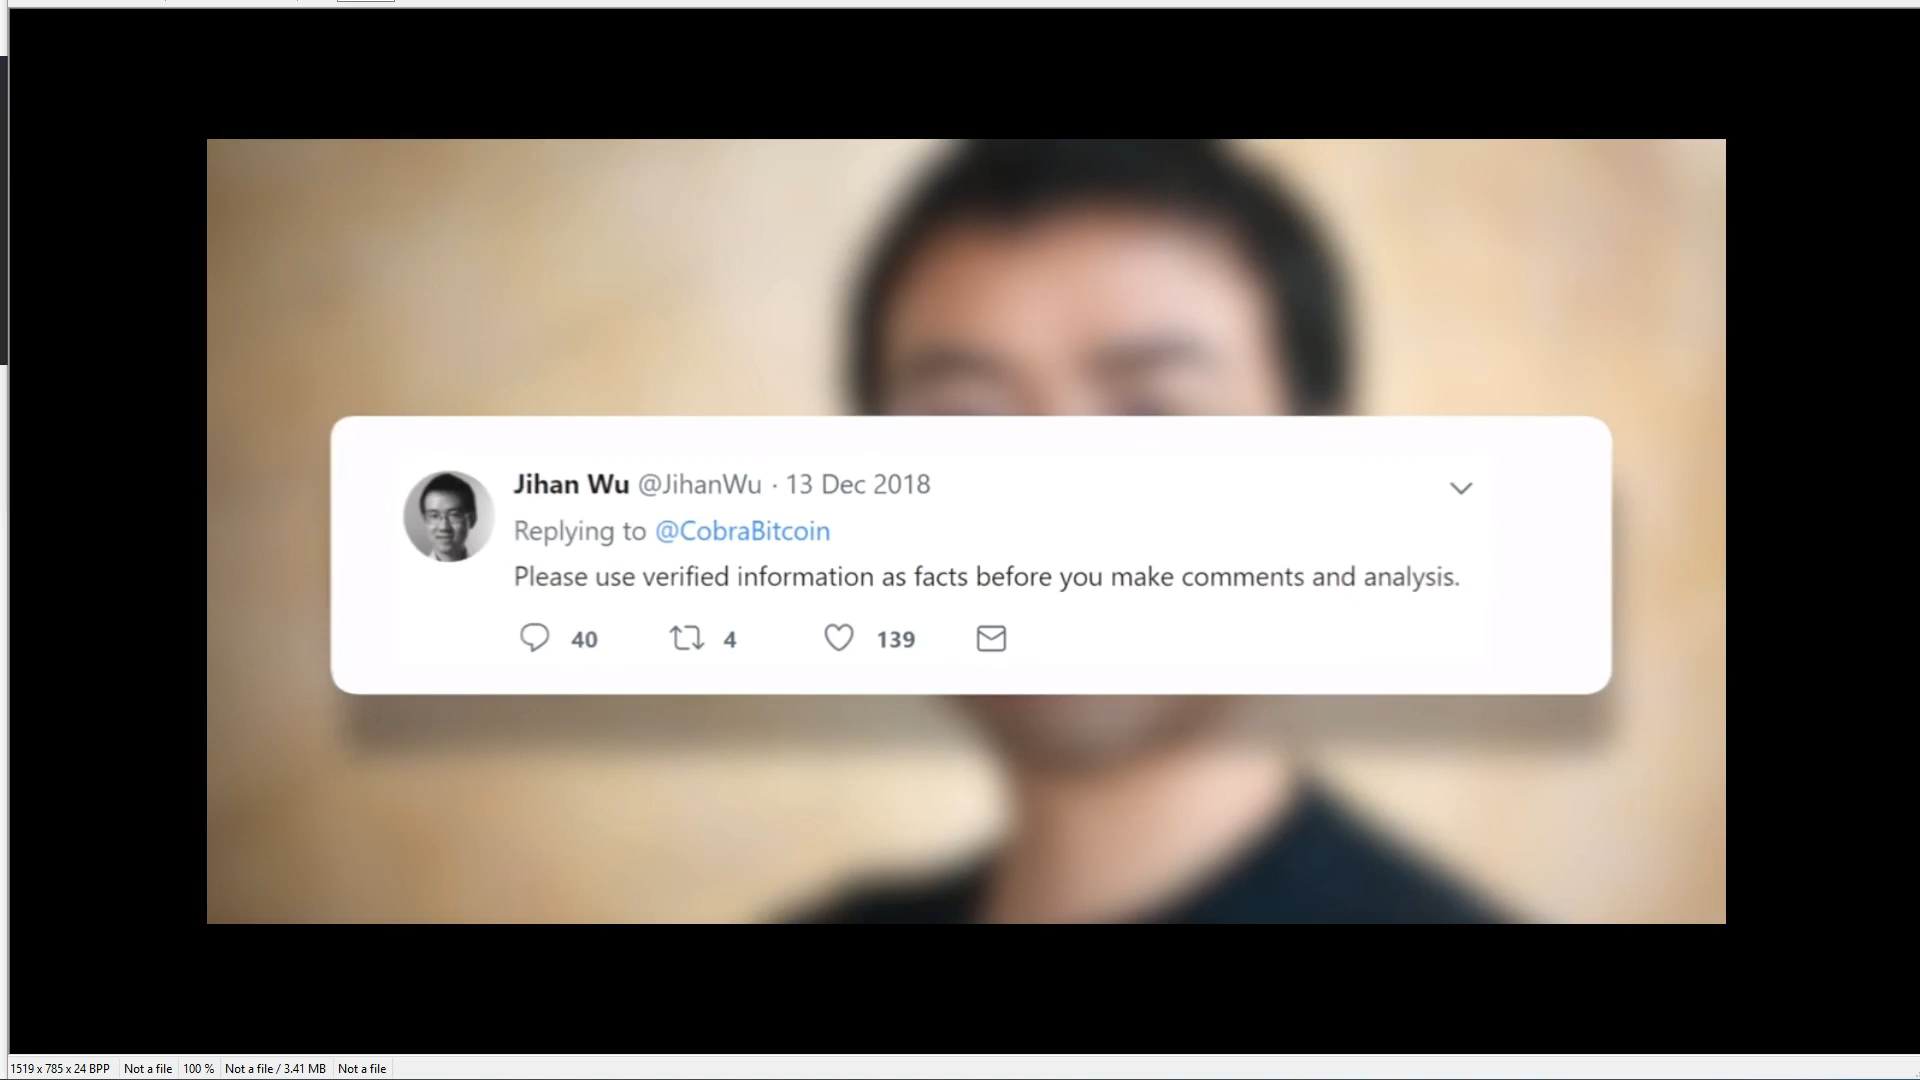 Jihan Wu @JihanWu · 13 Dec 2018
Replying to @CobraBitcoin
Please use verified information as facts before you make comments and analysis.
40 4 139
1519 x 785 x 24 BPP Not a file 100 % Not a file / 3.41 MB Not a file